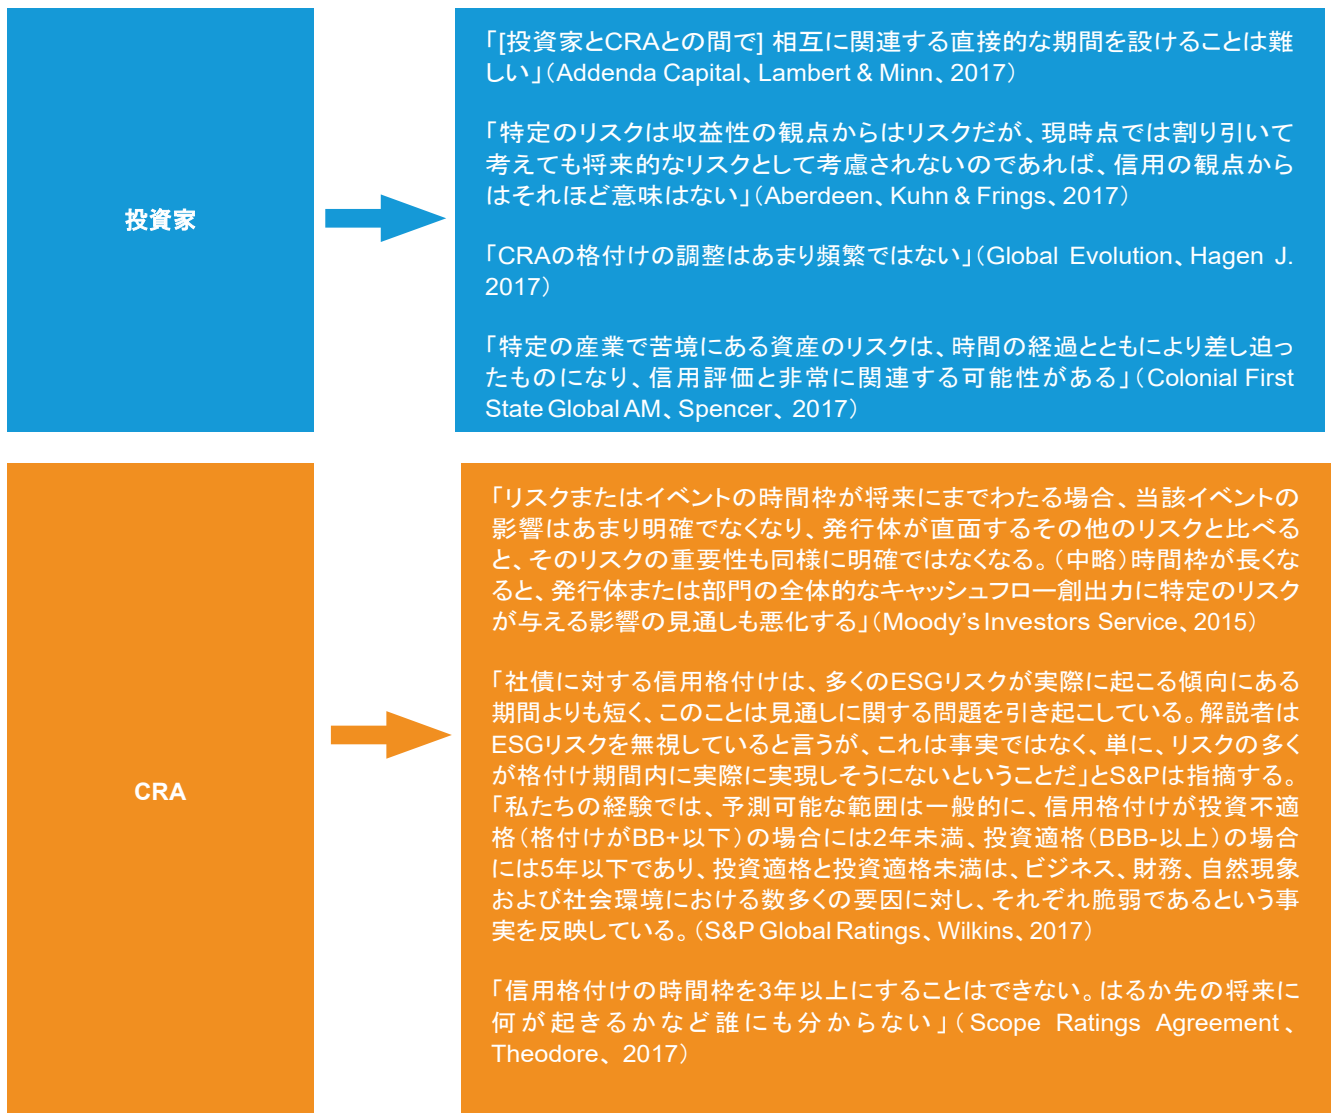 投資家
「[投資家とCRAとの間で] 相互に関連する直接的な期間を設けることは難
しい」（Addenda Capital、Lambert & Minn、2017）
「特定のリスクは収益性の観点からはリスクだが、現時点では割り引いて
考えても将来的なリスクとして考慮されないのであれば、信用の観点から
はそれほど意味はない」（Aberdeen、Kuhn & Frings、2017）
「CRAの格付けの調整はあまり頻繁ではない」（Global Evolution、Hagen J.
2017）
「特定の産業で苦境にある資産のリスクは、時間の経過とともにより差し迫っ
たものになり、信用評価と非常に関連する可能性がある」（Colonial First
State Global AM、Spencer、2017）
CRA
「リスクまたはイベントの時間枠が将来にまでわたる場合、当該イベントの
影響はあまり明確でなくなり、発行体が直面するその他のリスクと比べる
と、そのリスクの重要性も同様に明確ではなくなる。（中略）時間枠が長くな
ると、発行体または部門の全体的なキャッシュフロー創出力に特定のリスク
が与える影響の見通しも悪化する」（Moody's Investors Service、2015）
「社債に対する信用格付けは、多くのESGリスクが実際に起こる傾向にある
期間よりも短く、このことは見通しに関する問題を引き起こしている。解説者は
ESGリスクを無視していると言うが、これは事実ではなく、単に、リスクの多く
が格付け期間内に実際に実現しそうにないということだ」とS&Pは指摘する。
「私たちの経験では、予測可能な範囲は一般的に、信用格付けが投資不適
格（格付けがBB+以下）の場合には2年未満、投資適格（BBB-以上）の場合
には5年以下であり、投資適格と投資適格未満は、ビジネス、財務、自然現象
および社会環境における数多くの要因に対し、それぞれ脆弱であるという事
実を反映している。（S&P Global Ratings、Wilkins、2017）
「信用格付けの時間枠を3年以上にすることはできない。はるか先の将来に
何が起きるかなど誰にも分からない」（Scope Ratings Agreement、
Theodore、2017）